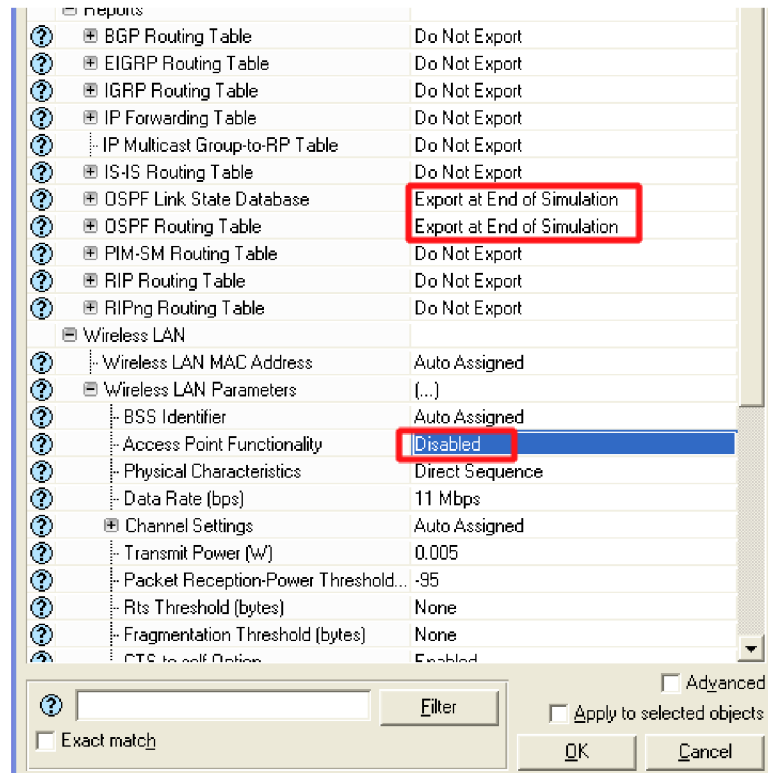 Reports
BGP Routing Table Do Not Export
EIGRP Routing Table Do Not Export
IGRP Routing Table Do Not Export
IP Forwarding Table Do Not Export
IP Multicast Group-to-RP Table Do Not Export
IS-IS Routing Table Do Not Export
OSPF Link State Database Export at End of Simulation
OSPF Routing Table Export at End of Simulation
PIM-SM Routing Table Do Not Export
RIP Routing Table Do Not Export
RIPng Routing Table Do Not Export
Wireless LAN
Wireless LAN MAC Address Auto Assigned
Wireless LAN Parameters (...)
BSS Identifier Auto Assigned
Access Point Functionality Disabled
Physical Characteristics Direct Sequence
Data Rate (bps) 11 Mbps
Channel Settings Auto Assigned
Transmit Power (W) 0.005
Packet Reception-Power Threshold... -95
Rts Threshold (bytes) None
Fragmentation Threshold (bytes) None
CTS-to-self Option Enabled
Advanced
Filter
Apply to selected objects
Exact match
OK Cancel